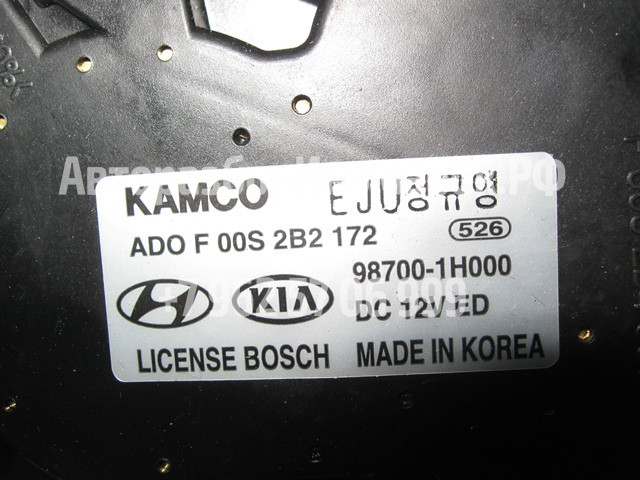 KAMCO EJU정규영
ADO F 00S 2B2 172 526
98700-1H000
KIA DC 12V ED
LICENSE BOSCH MADE IN KOREA